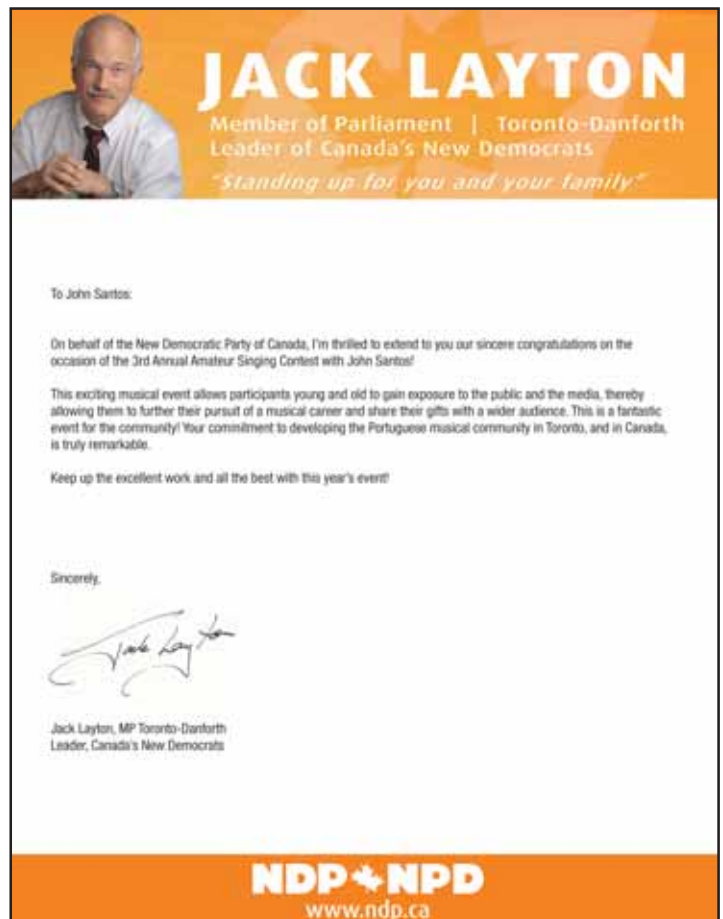 JACK LAYTON
Member of Parliament | Toronto-Danforth
Leader of Canada's New Democrats
"Standing up for you and your family"
To John Santos:
On behalf of the New Democratic Party of Canada, I'm thrilled to extend to you our sincere congratulations on the
occasion of the 3rd Annual Amateur Singing Contest with John Santos!
This exciting musical event allows participants young and old to gain exposure to the public and the media, thereby
allowing them to further their pursuit of a musical career and share their gifts with a wider audience. This is a fantastic
event for the community! Your commitment to developing the Portuguese musical community in Toronto, and in Canada,
is truly remarkable.
Keep up the excellent work and all the best with this year's event!
Sincerely,
Jack Layton
Jack Layton, MP Toronto-Danforth
Leader, Canada's New Democrats
NDP NPD
www.ndp.ca